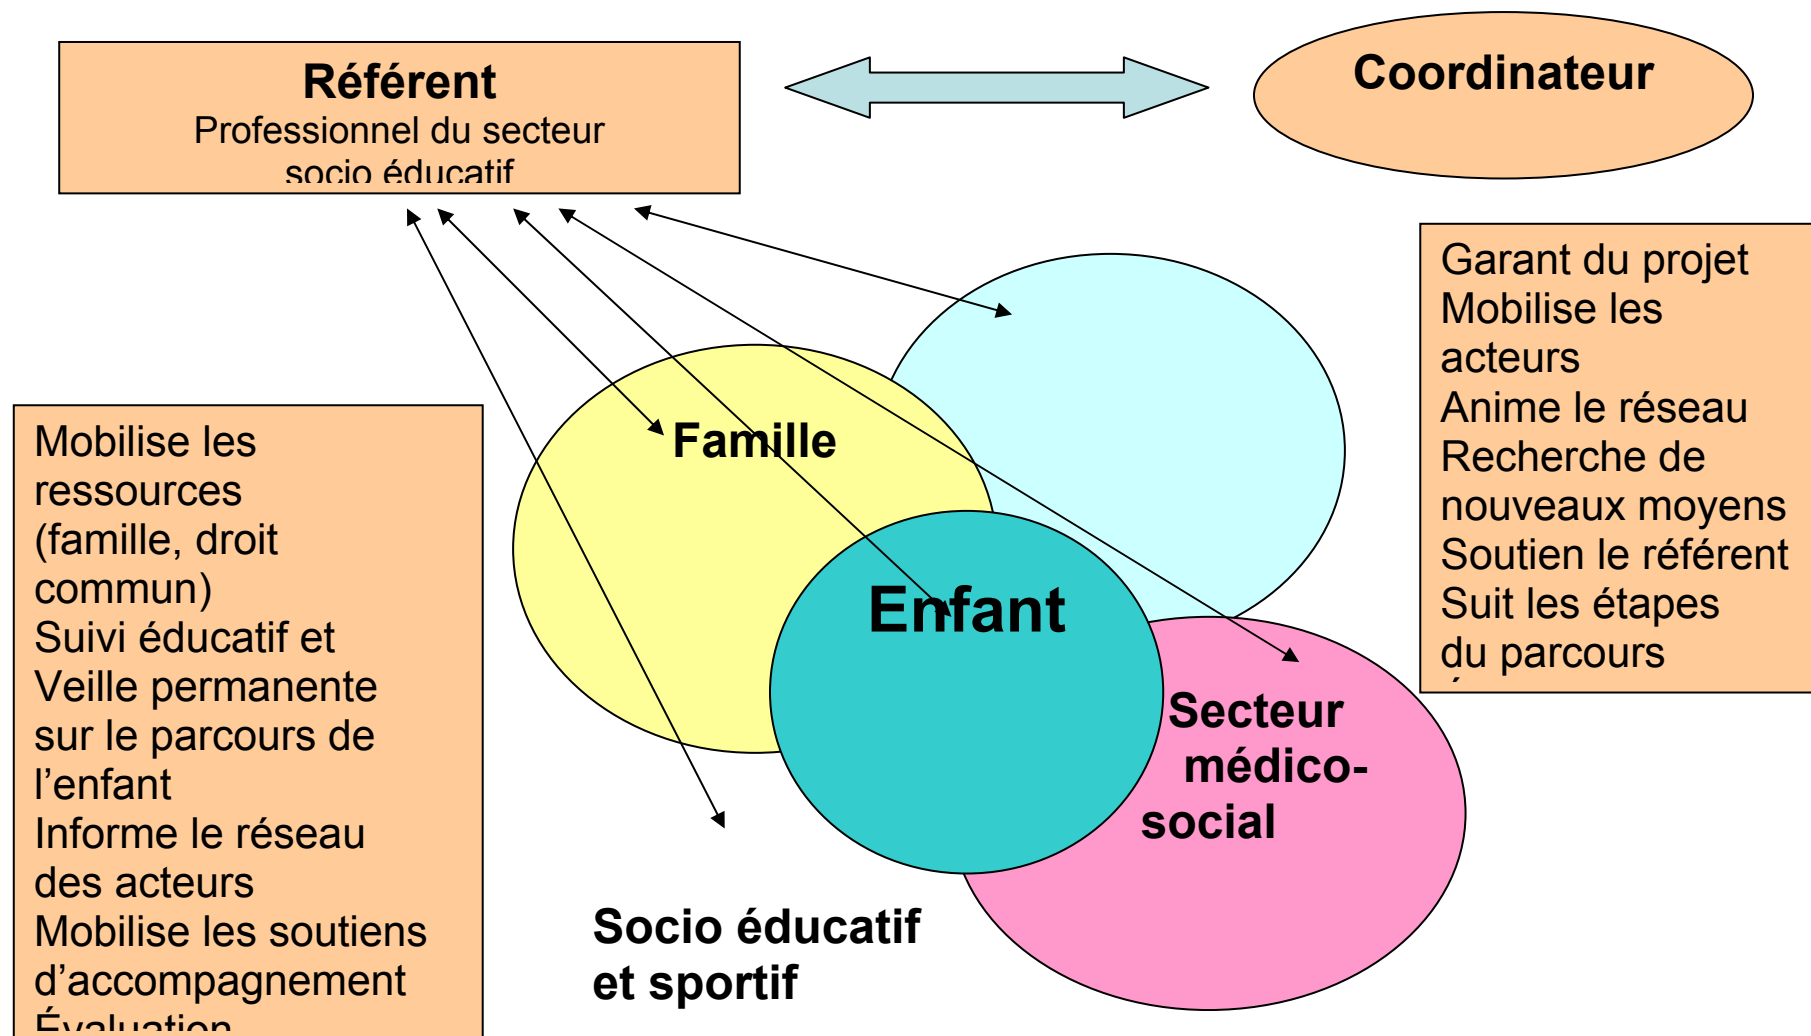 Référent
Professionnel du secteur
socio éducatif
Coordinateur
Garant du projet
Mobilise les
acteurs
Anime le réseau
Recherche de
nouveaux moyens
Soutien le référent
Suit les étapes
du parcours
Famille
Mobilise les
ressources
(famille, droit
commun)
Suivi éducatif et
Veille permanente
sur le parcours de
l’enfant
Informe le réseau
des acteurs
Mobilise les soutiens
d’accompagnement
Évaluation
Enfant
Secteur
médico-
social
Socio éducatif
et sportif